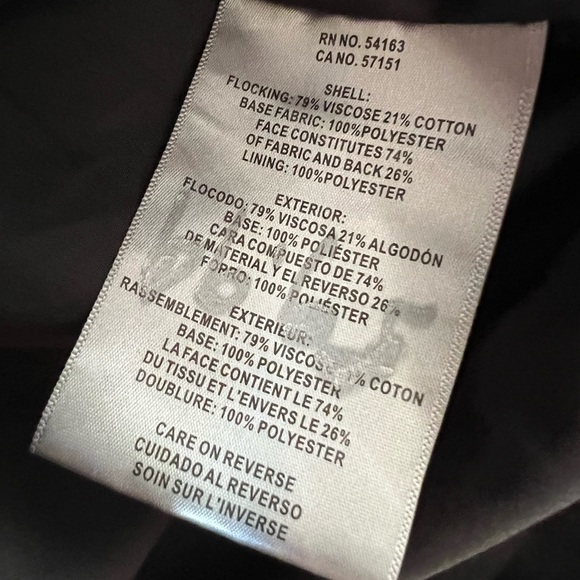 RN NO. 54163
CA NO. 57151
SHELL:
FLOCKING: 79% VISCOSE 21% COTTON
BASE FABRIC: 100%POLYESTER
FACE CONSTITUTES 74%
OF FABRIC AND BACK 26%
LINING: 100%POLYESTER
EXTERIOR:
FLOCODO: 79% VISCOSA 21% ALGODÓN
BASE: 100% POLIÉSTER
CARA COMPUESTO DE 74%
DE MATERIAL Y EL REVERSO 26%
FORRO: 100% POLIÉSTER
EXTERIEUR:
RASSEMBLEMENT: 79% VISCOSE 21% COTON
BASE: 100% POLYESTER
LA FACE CONTIENT LE 74%
DU TISSU ET L'ENVERS LE 26%
DOUBLURE: 100% POLYESTER
CARE ON REVERSE
CUIDADO AL REVERSO
SOIN SUR L'INVERSE